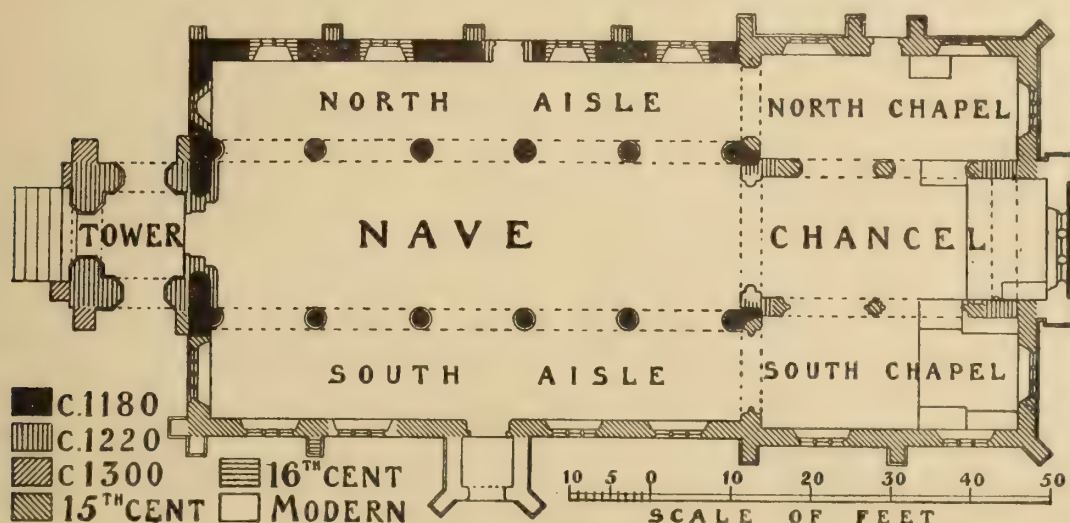 NORTH AISLE
NORTH CHAPEL
TOWER
NAVE
CHANCEL
SOUTH AISLE
SOUTH CHAPEL
C.1180
C.1220
C 1300
15TH CENT
16TH CENT
MODERN
10 5 0 10 20 30 40 50
SCALE OF FEET